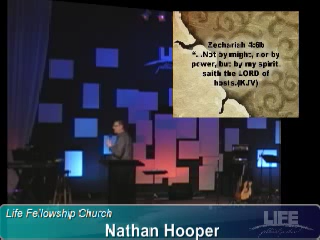 LIFE
Zechariah 4:6b
"...Not by might, nor by
power, but by my spirit,
saith the LORD of
hosts.(KJV)
Life Fellowship Church
LIFE
Nathan Hooper